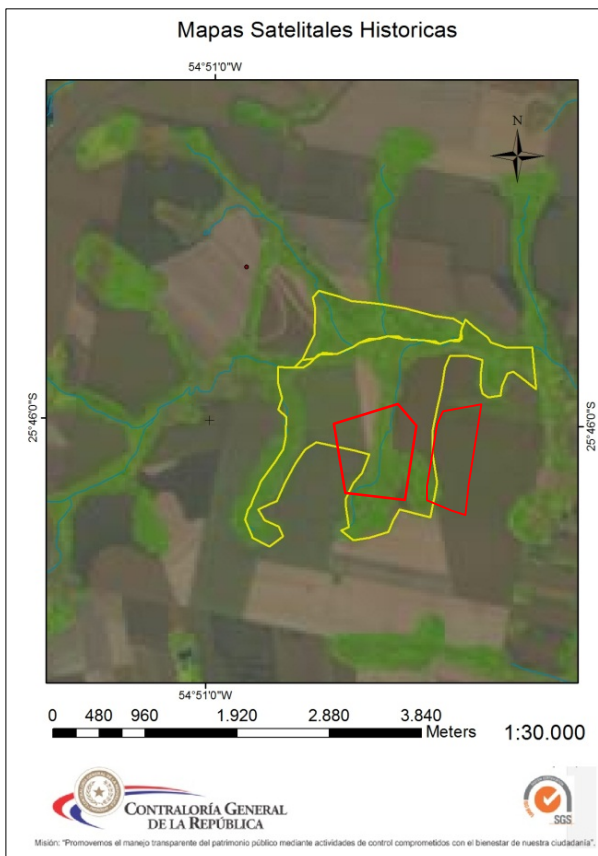 Mapas Satelitales Historicas
54°51'0"W
N
25°46'0"S
25°46'0"S
54°51'0"W
0 480 960 1.920 2.880 3.840
Meters
1:30.000
CONTRALORÍA GENERAL
DE LA REPÚBLICA
SGS
Misión: "Promovemos el manejo transparente del patrimonio público mediante actividades de control comprometidos con el bienestar de nuestra ciudadanía".